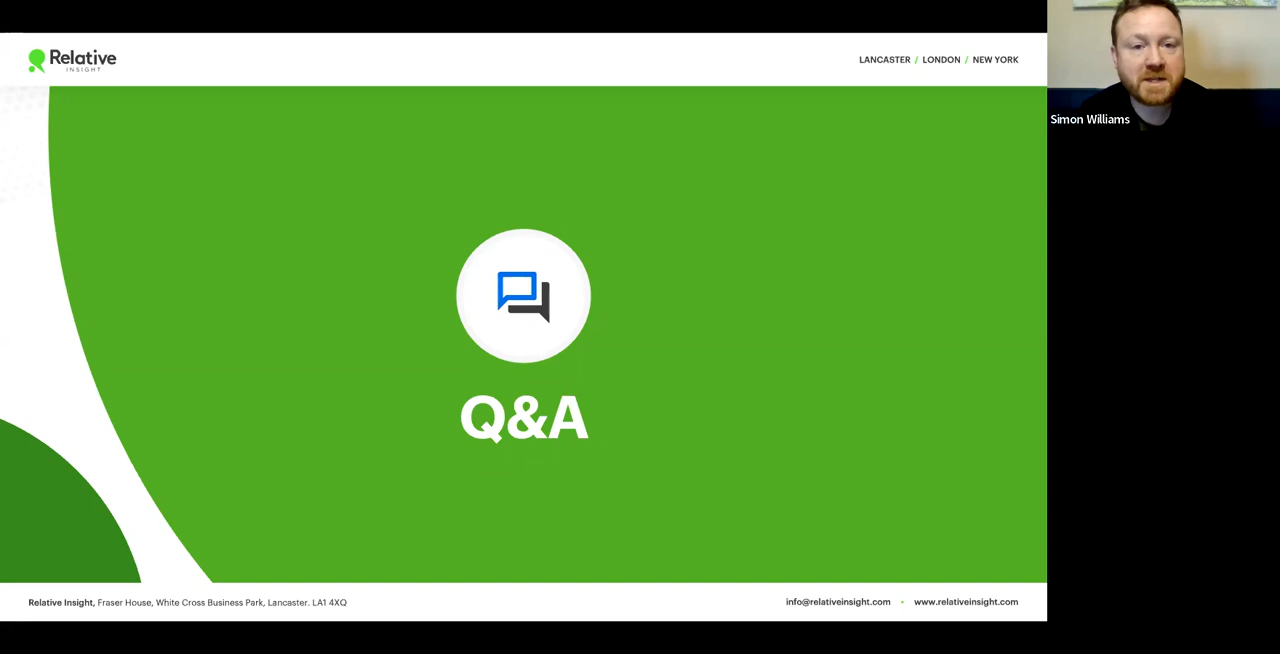 Relative
INSIGHT
LANCASTER / LONDON / NEW YORK
Simon Williams
Q&A
Relative Insight, Fraser House, White Cross Business Park, Lancaster. LA1 4XQ
info@relativeinsight.com • www.relativeinsight.com